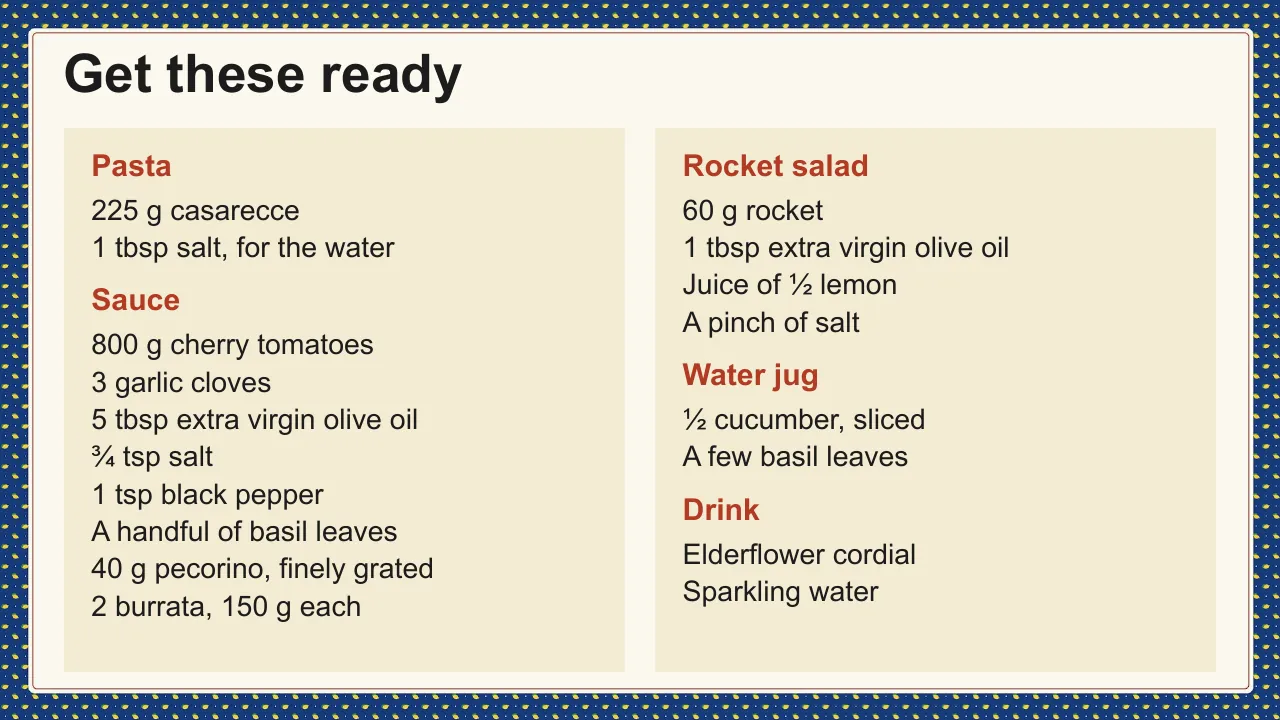 Get these ready
Pasta
225 g casarecce
1 tbsp salt, for the water
Sauce
800 g cherry tomatoes
3 garlic cloves
5 tbsp extra virgin olive oil
¾ tsp salt
1 tsp black pepper
A handful of basil leaves
40 g pecorino, finely grated
2 burrata, 150 g each
Rocket salad
60 g rocket
1 tbsp extra virgin olive oil
Juice of ½ lemon
A pinch of salt
Water jug
½ cucumber, sliced
A few basil leaves
Drink
Elderflower cordial
Sparkling water